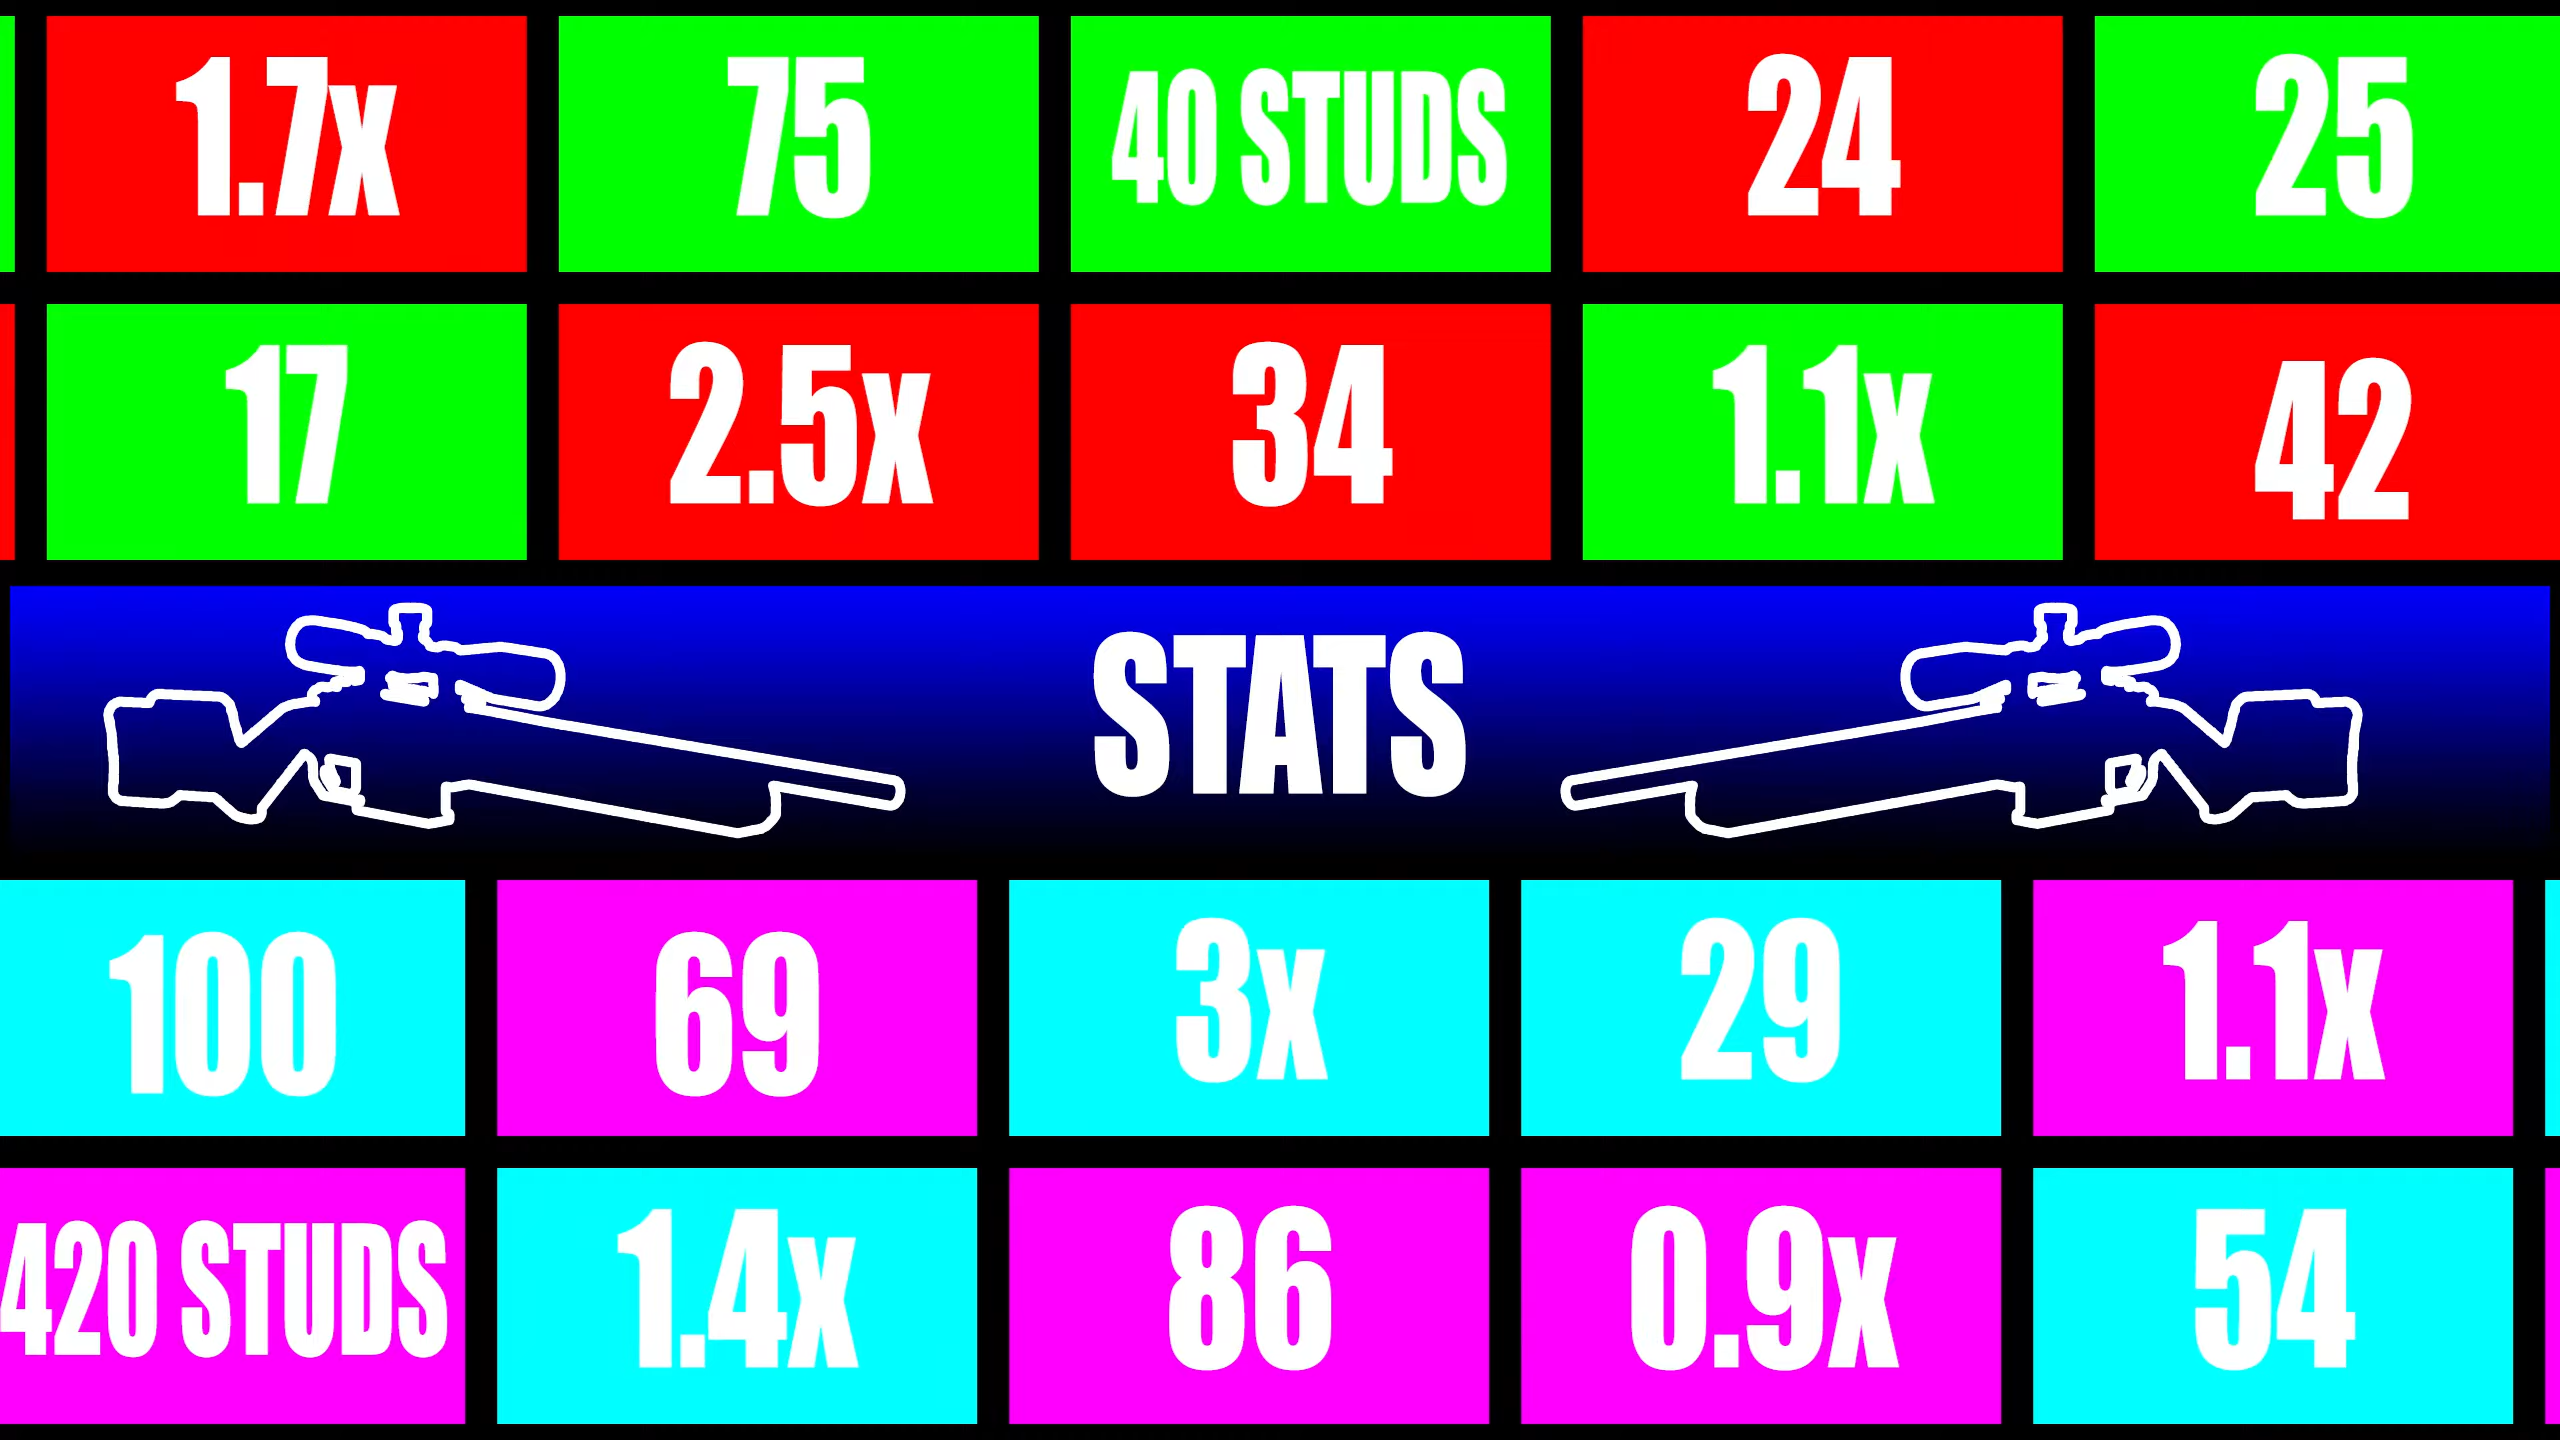 1.7x 75 40 STUDS 24 25
17 2.5x 34 1.1x 42
STATS
100 69 3x 29 1.1x
420 STUDS 1.4x 86 0.9x 54